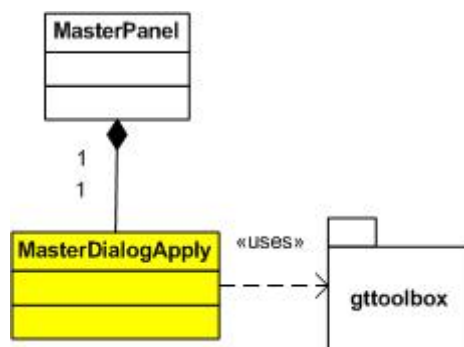 MasterPanel
1
1
MasterDialogApply
«uses»
gttoolbox